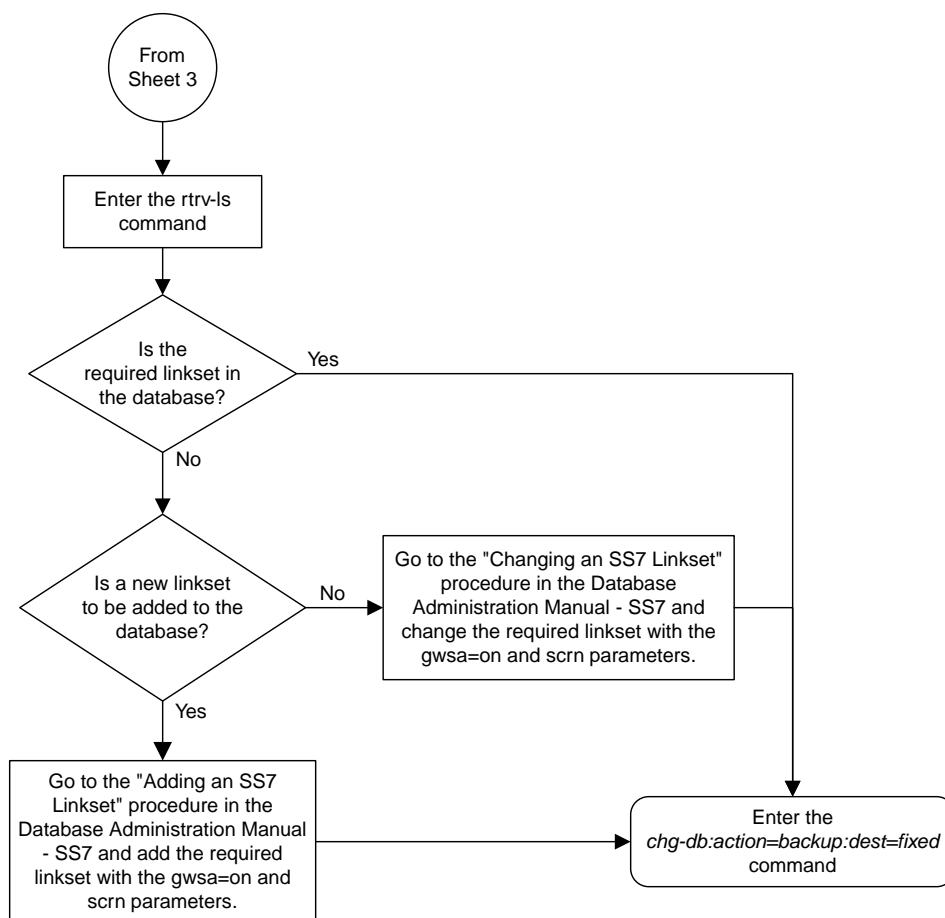 From
Sheet 3
Enter the rtrv-ls
command
Is the
required linkset in
the database?
Yes
No
Is a new linkset
to be added to the
database?
No
Go to the "Changing an SS7 Linkset"
procedure in the Database
Administration Manual - SS7 and
change the required linkset with the
gwsa=on and scrn parameters.
Yes
Go to the "Adding an SS7
Linkset" procedure in the
Database Administration Manual
- SS7 and add the required
linkset with the gwsa=on and
scrn parameters.
Enter the
chg-db:action=backup:dest=fixed
command